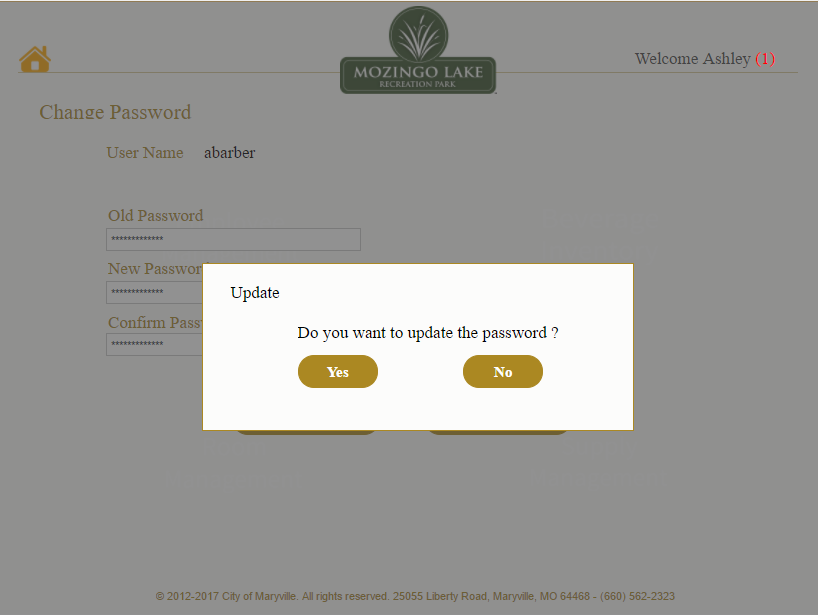 MOZINGO LAKE
RECREATION PARK
Welcome Ashley (1)
Change Password
User Name abarber
Old Password
*************
New Passwor
*************
Confirm Pass
*************
Update
Do you want to update the password ?
Yes No
© 2012-2017 City of Maryville. All rights reserved. 25055 Liberty Road, Maryville, MO 64468 - (660) 562-2323